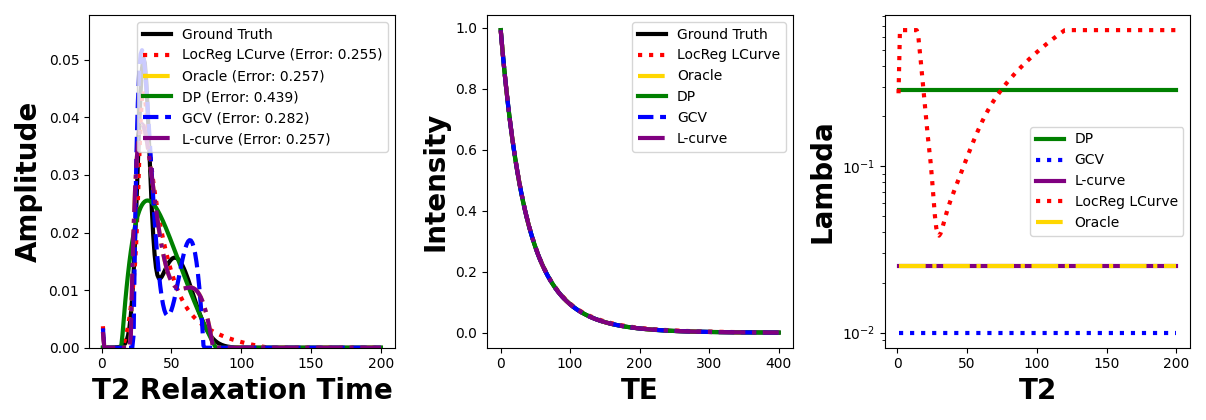 Amplitude
0.05
0.04
0.03
0.02
0.01
0.00
Ground Truth
LocReg LCurve (Error: 0.255)
Oracle (Error: 0.257)
DP (Error: 0.439)
GCV (Error: 0.282)
L-curve (Error: 0.257)
0 50 100 150 200
T2 Relaxation Time
Intensity
1.0
0.8
0.6
0.4
0.2
0.0
Ground Truth
LocReg LCurve
Oracle
DP
GCV
L-curve
0 100 200 300 400
TE
Lambda
10⁻¹
10⁻²
DP
GCV
L-curve
LocReg LCurve
Oracle
0 50 100 150 200
T2